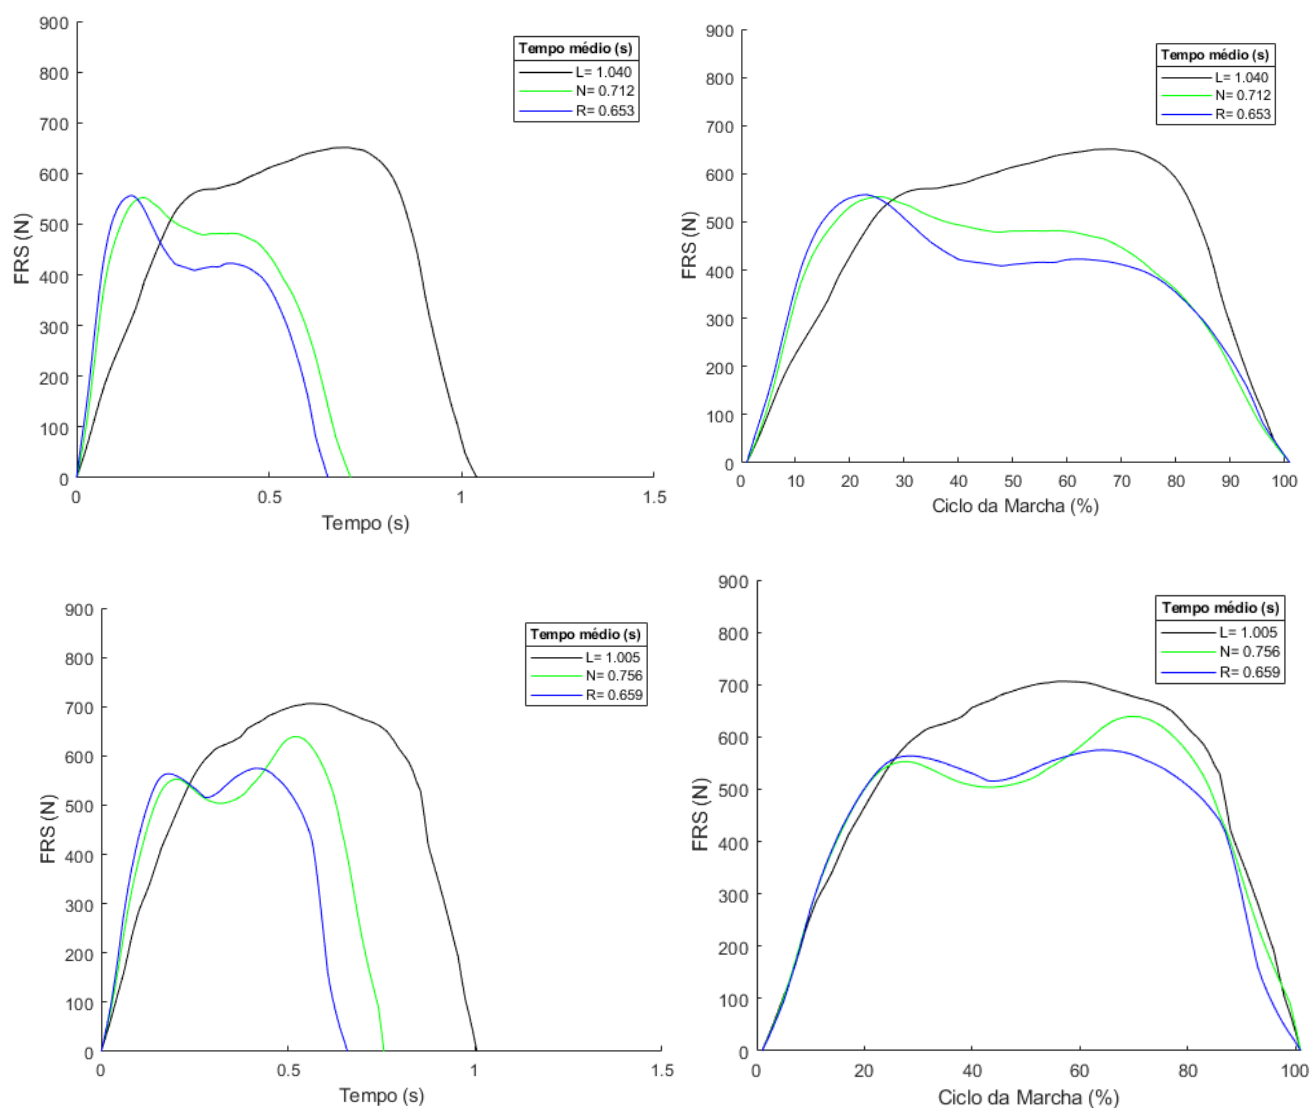 900
800
700
600
500
400
300
200
100
0
FRS (N)
0
0.5
1
1.5
Tempo (s)
Tempo médio (s)
L= 1.040
N= 0.712
R= 0.653
900
800
700
600
500
400
300
200
100
0
FRS (N)
0
10
20
30
40
50
60
70
80
90
100
Ciclo da Marcha (%)
Tempo médio (s)
L= 1.040
N= 0.712
R= 0.653
900
800
700
600
500
400
300
200
100
0
FRS (N)
0
0.5
1
1.5
Tempo (s)
Tempo médio (s)
L= 1.005
N= 0.756
R= 0.659
900
800
700
600
500
400
300
200
100
0
FRS (N)
0
20
40
60
80
100
Ciclo da Marcha (%)
Tempo médio (s)
L= 1.005
N= 0.756
R= 0.659